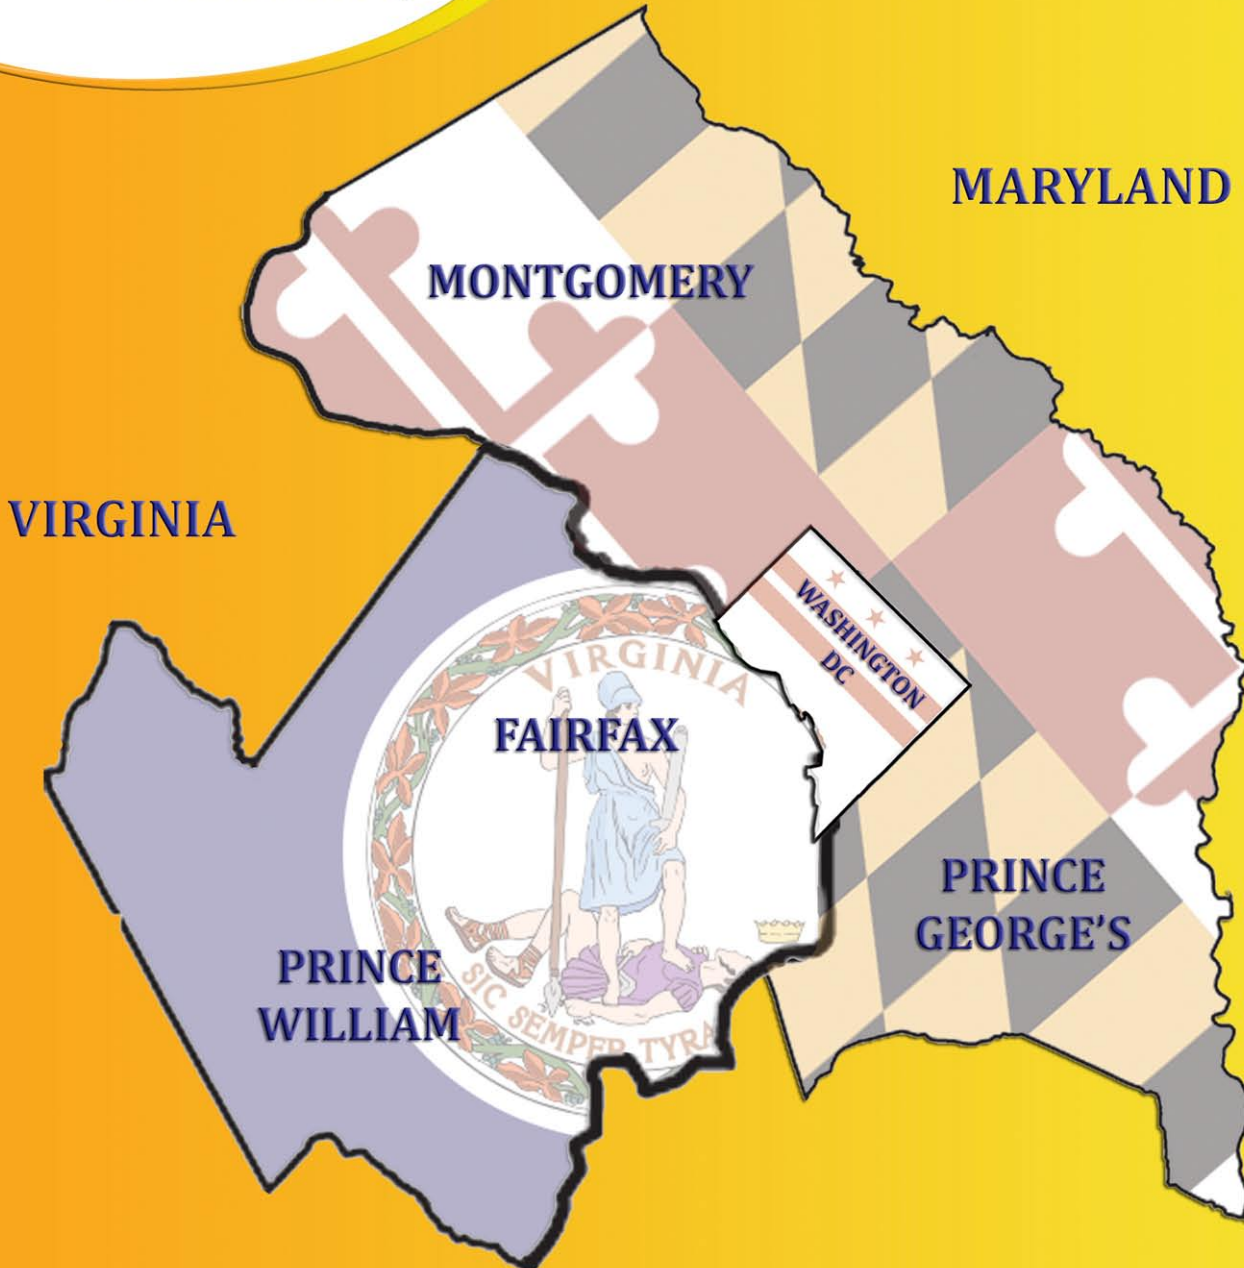 MARYLAND
MONTGOMERY
VIRGINIA
WASHINGTON
DC
VIRGINIA
FAIRFAX
PRINCE
GEORGE'S
PRINCE
WILLIAM
SIC SEMPER TYRA